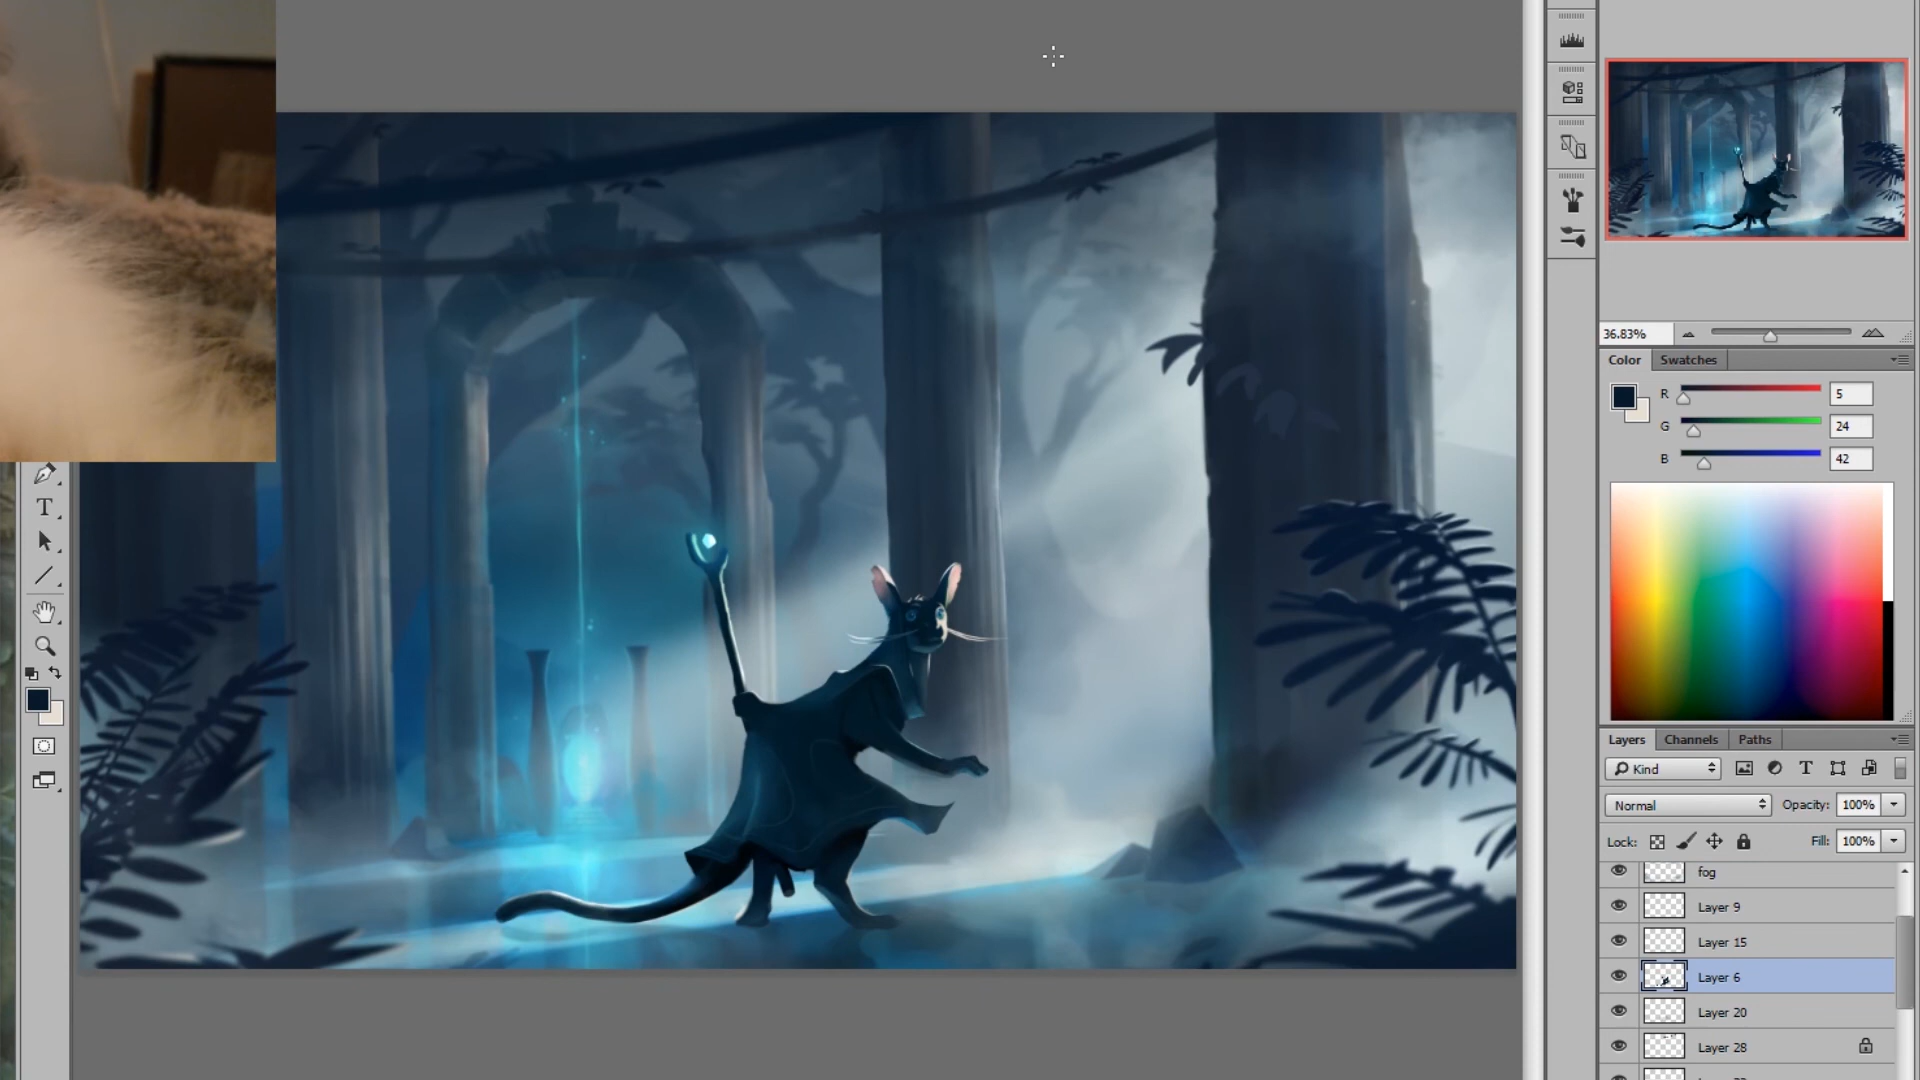 T
36.83%
Color Swatches
R 5
G 24
B 42
Layers Channels Paths
Kind T
Normal Opacity: 100%
Lock: Fill: 100%
fog
Layer 9
Layer 15
Layer 6
Layer 20
Layer 28